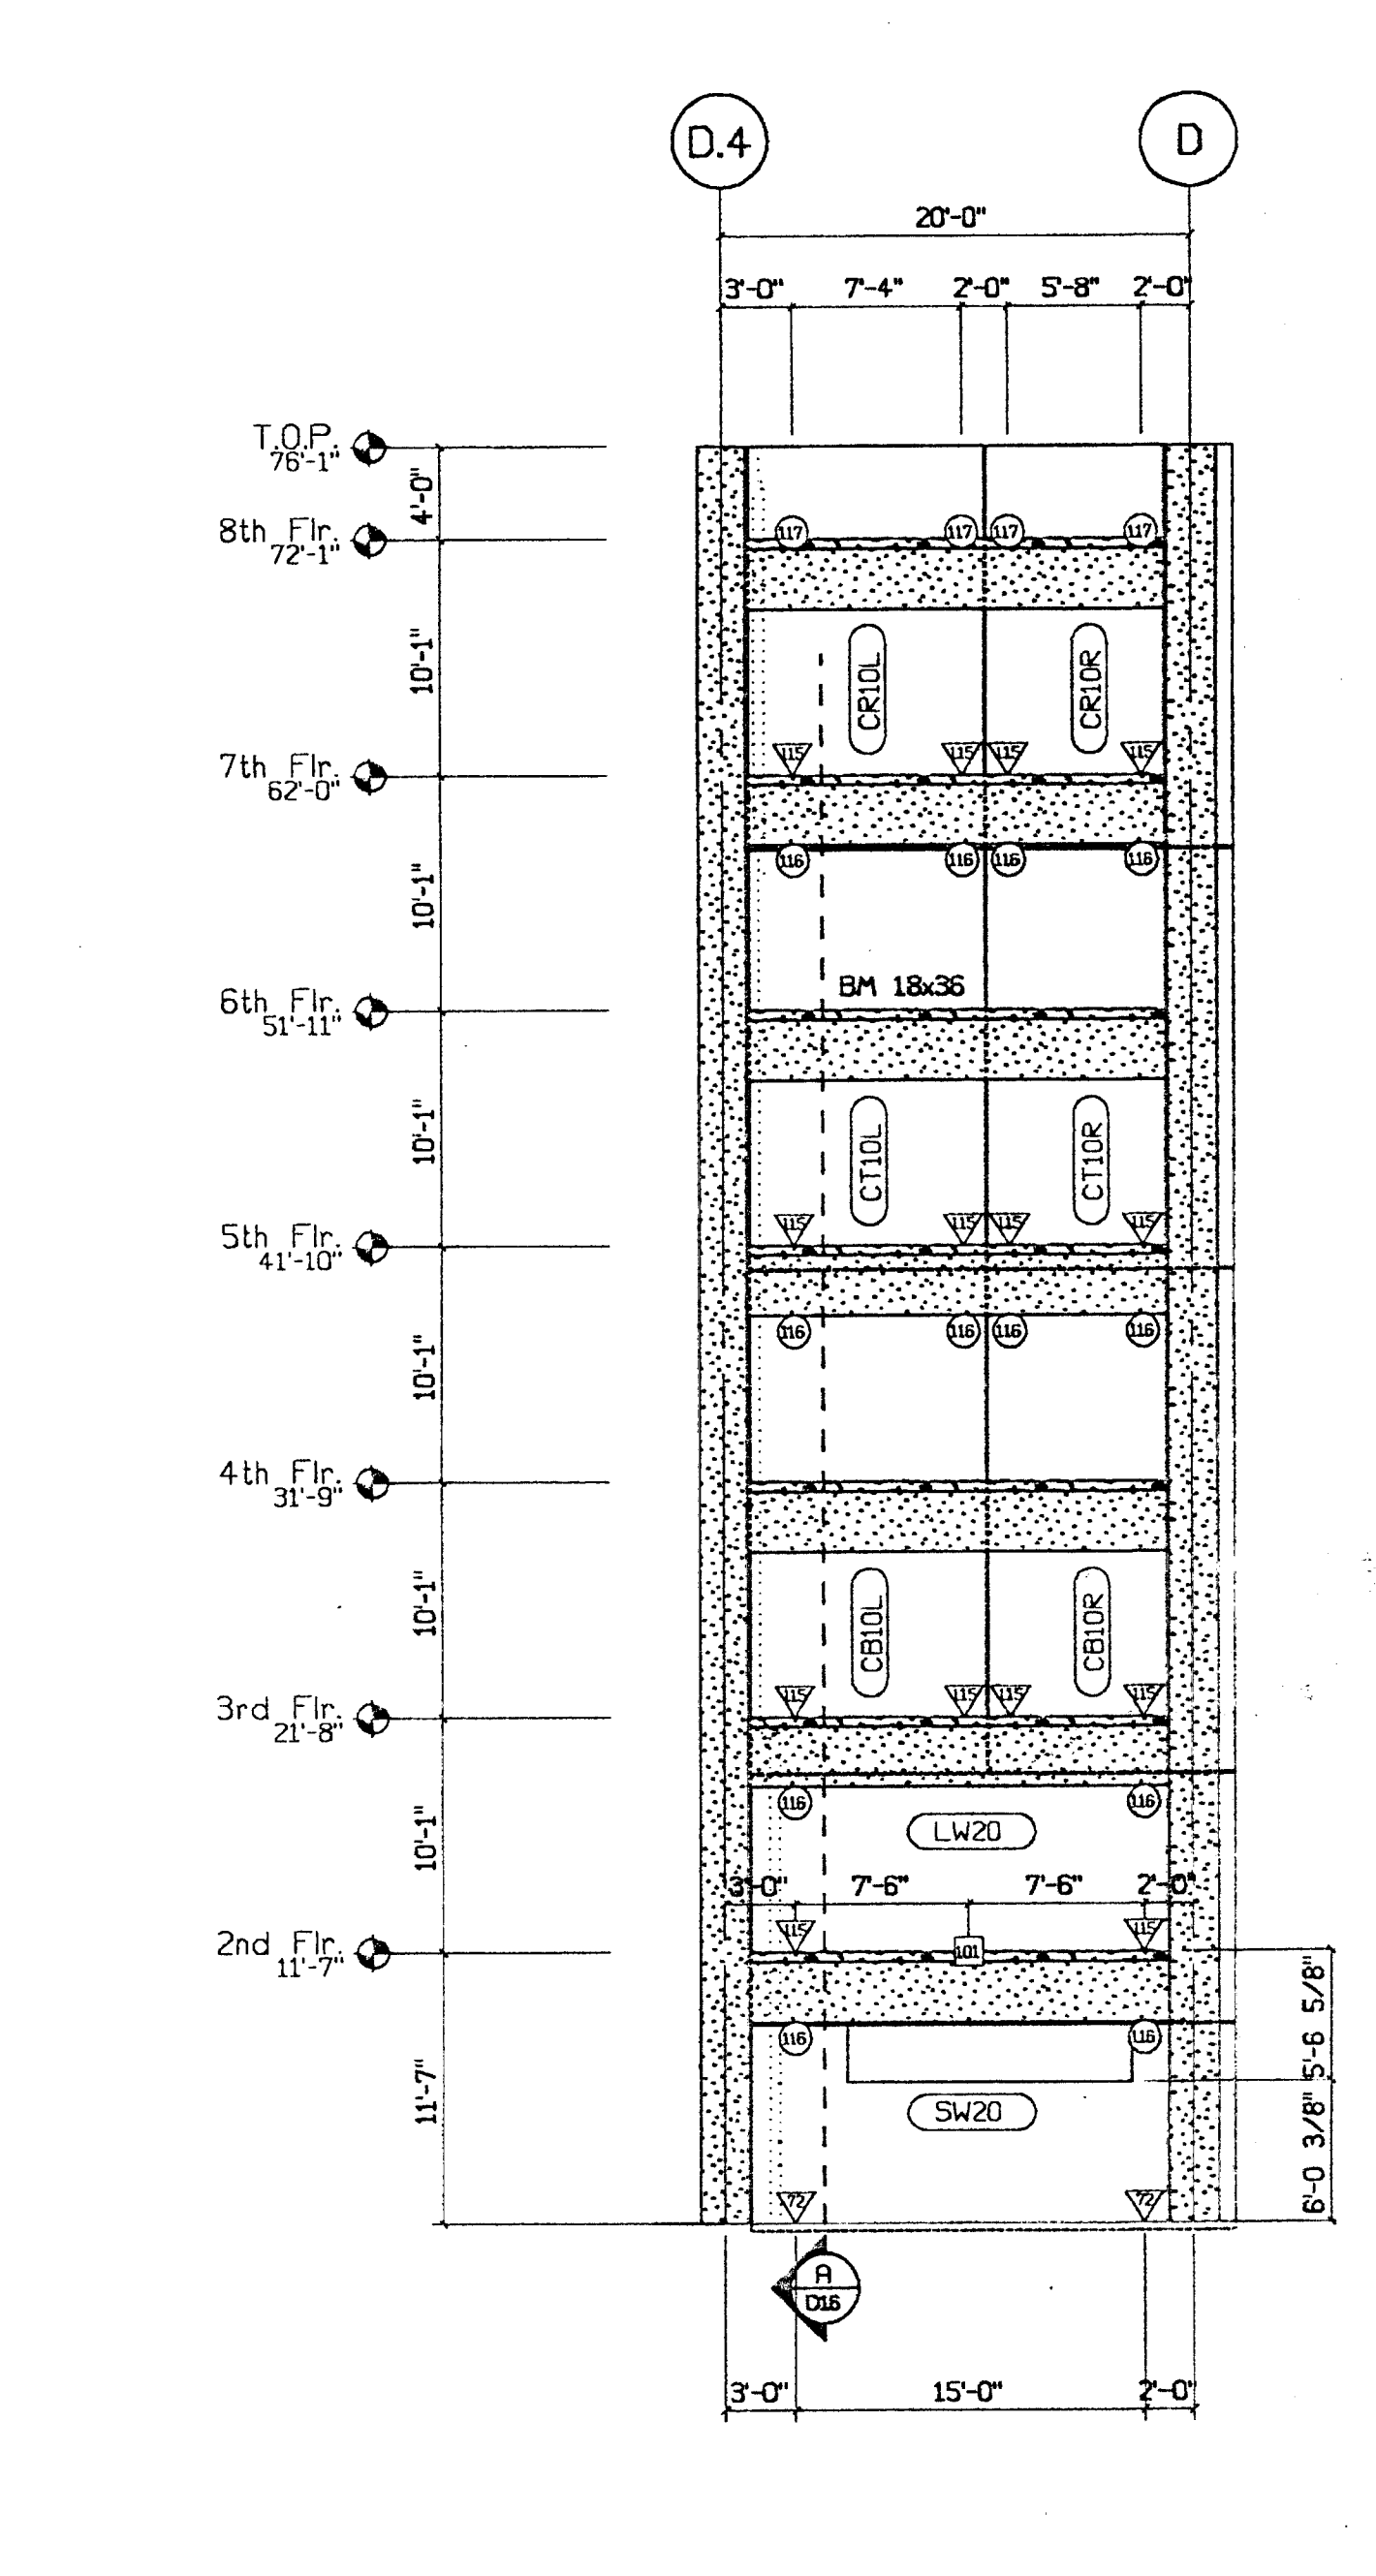 D.4 D
20'-0"
3'-0" 7'-4" 2'-0" 5'-8" 2'-0"
T.O.P.
76'-1"
4'-0"
8th Flr.
72'-1"
117 117 117 117
10'-1"
CR10L CR10R
7th Flr.
62'-0"
115 115 115 115
116 116 116 116
10'-1"
BM 18x36
6th Flr.
51'-11"
10'-1"
CT10L CT10R
5th Flr.
41'-10"
115 115 115 115
116 116 116 116
10'-1"
4th Flr.
31'-9"
10'-1"
CB10L CB10R
3rd Flr.
21'-8"
115 115 115 115
116 116
10'-1"
LW20
3'-0" 7'-6" 7'-6" 2'-0"
115 115
2nd Flr.
11'-7"
101
116 116
5'-6 5/8"
11'-7"
SW20
6'-0 3/8"
72 72
A
D16
3'-0" 15'-0" 2'-0"